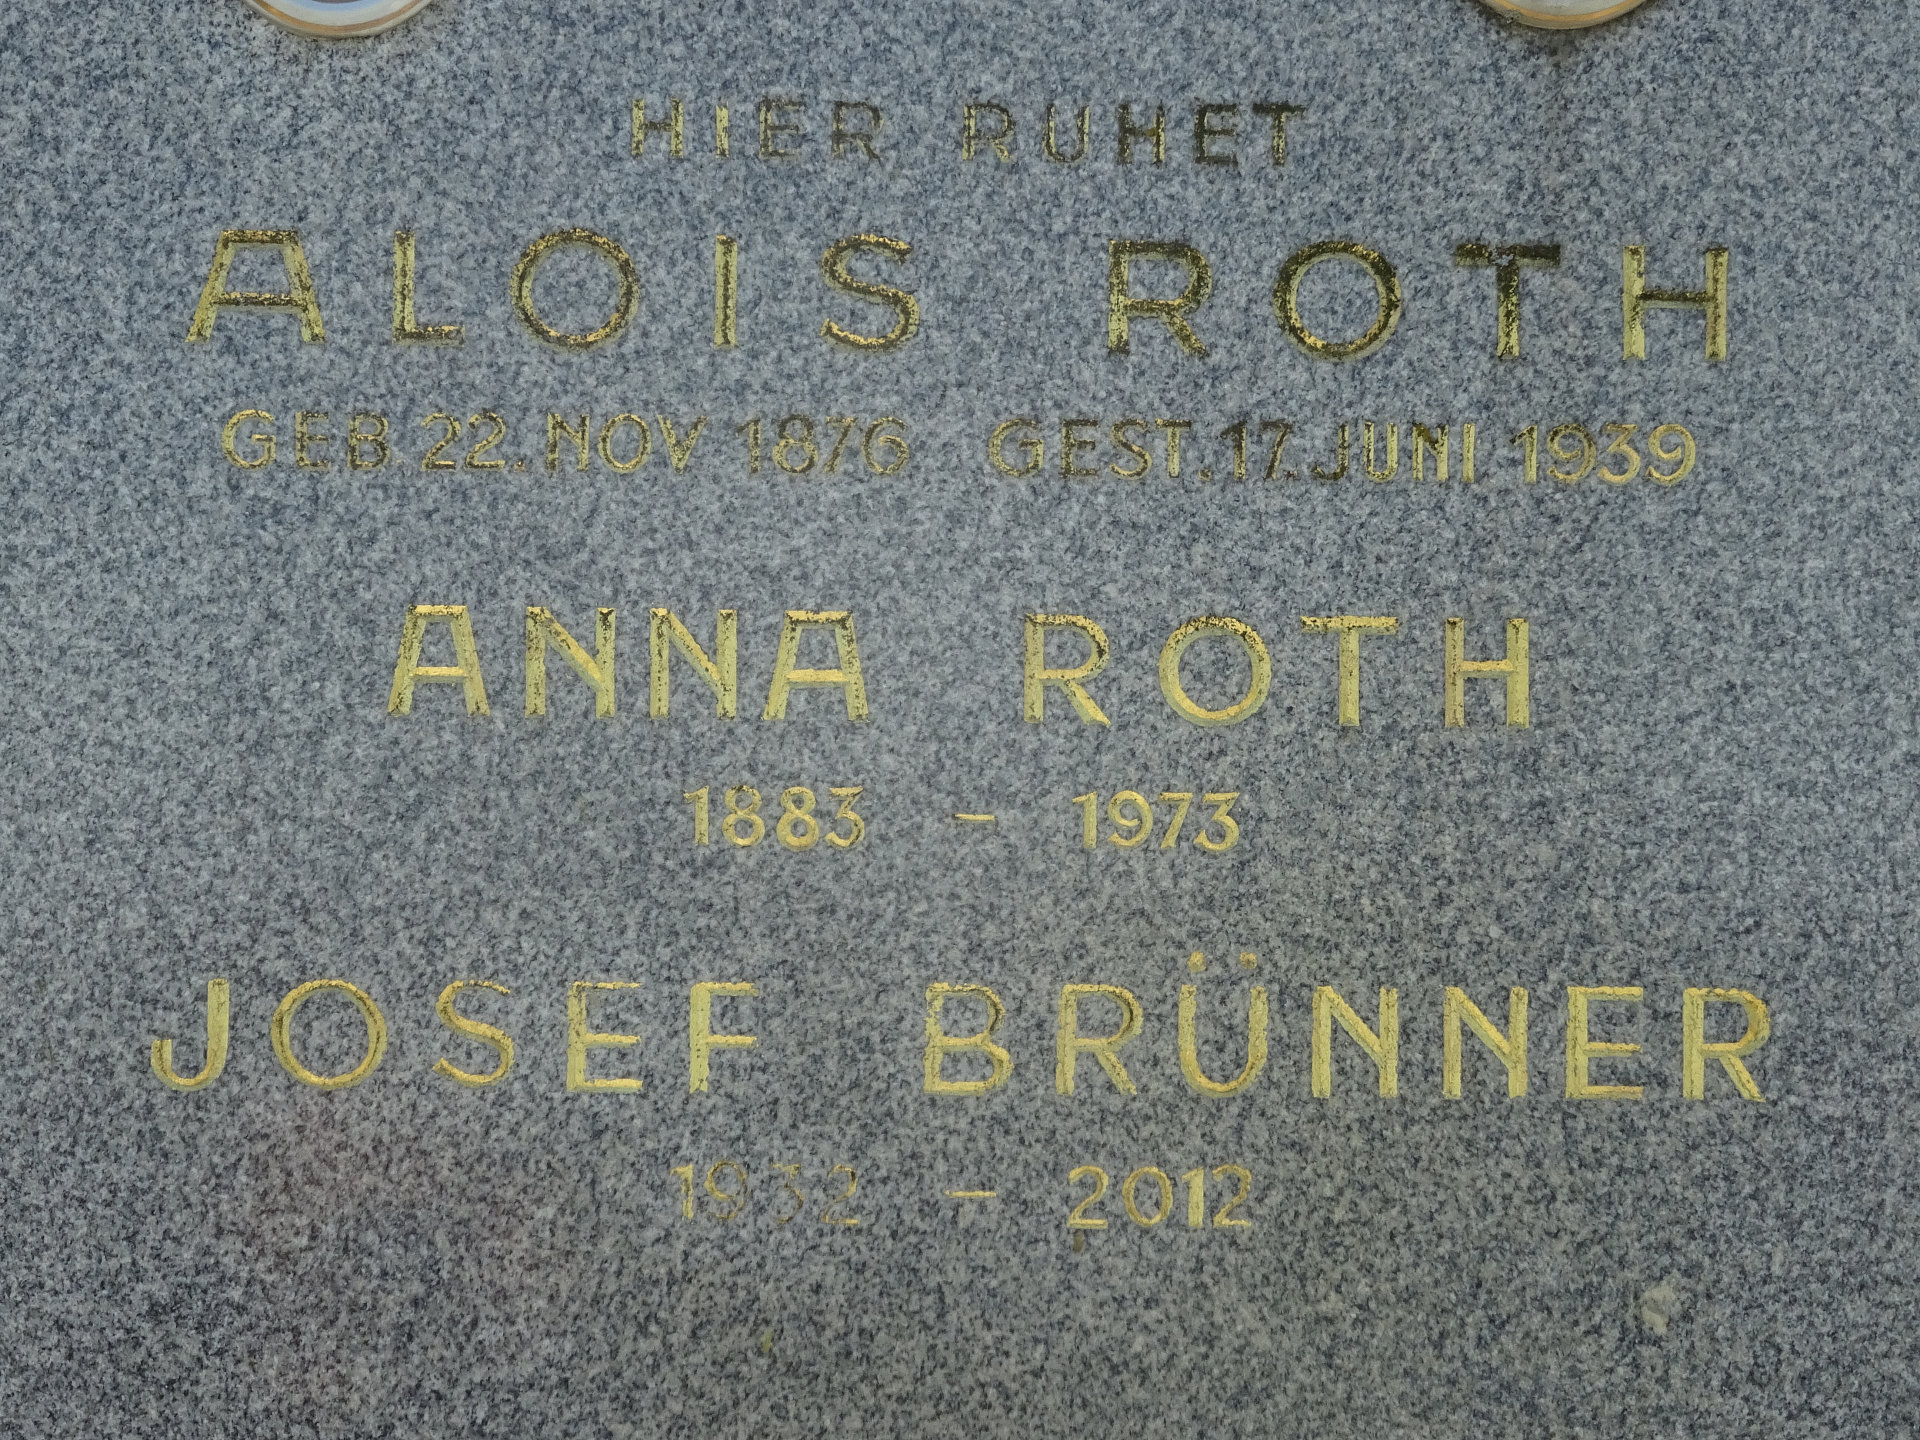 HIER RUHET
ALOIS ROTH
GEB. 22. NOV 1876 GEST. 17. JUNI 1939
ANNA ROTH
1883 – 1973
JOSEF BRÜNNER
1932 – 2012